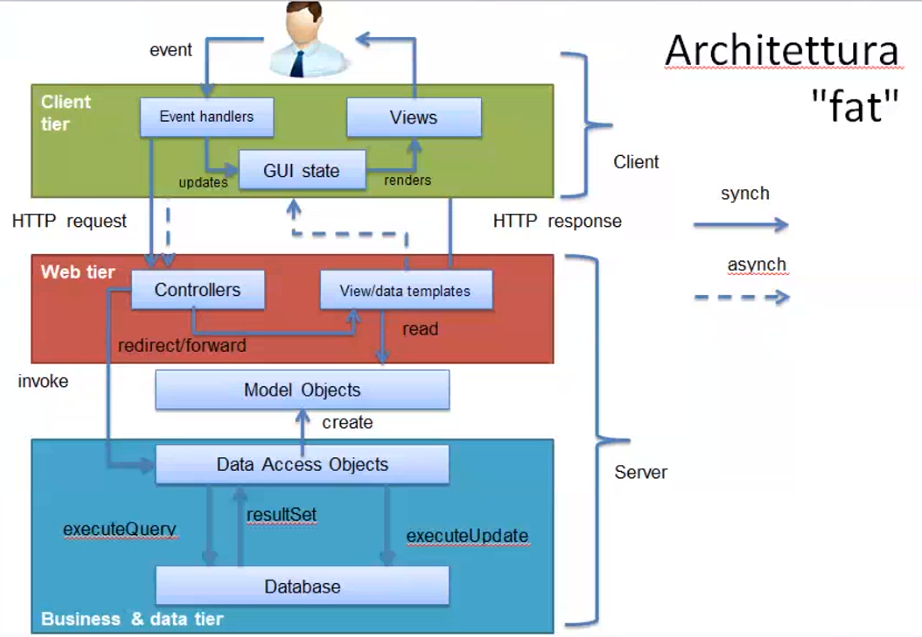 Architettura
"fat"
event
Client
tier
Event handlers
Views
GUI state
updates
renders
Client
HTTP request
HTTP response
synch
asynch
Web tier
Controllers
View/data templates
redirect/forward
read
invoke
Model Objects
create
Data Access Objects
Server
executeQuery
resultSet
executeUpdate
Database
Business & data tier